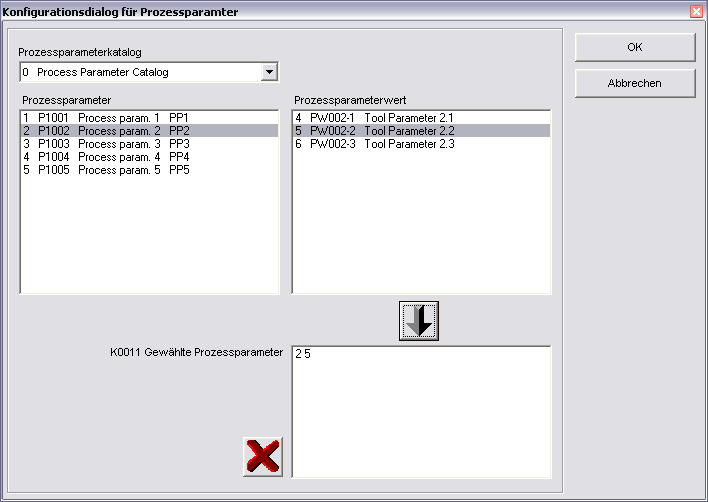 Konfigurationsdialog für Prozessparamter
OK
Abbrechen
Prozessparameterkatalog
0 Process Parameter Catalog
Prozessparameter
1 P1001 Process param. 1 PP1
2 P1002 Process param. 2 PP2
3 P1003 Process param. 3 PP3
4 P1004 Process param. 4 PP4
5 P1005 Process param. 5 PP5
Prozessparameterwert
4 PW002-1 Tool Parameter 2.1
5 PW002-2 Tool Parameter 2.2
6 PW002-3 Tool Parameter 2.3
K0011 Gewählte Prozessparameter
2 5